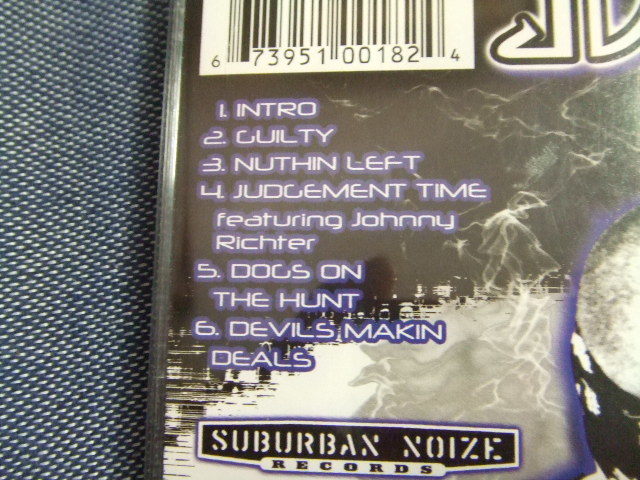 6 73951 00182 4
1. INTRO
2. GUILTY
3. NUTHIN LEFT
4. JUDGEMENT TIME
featuring Johnny
Richter
5. DOGS ON
THE HUNT
6. DEVILS MAKIN
DEALS
SUBURBAN NOIZE
RECORDS